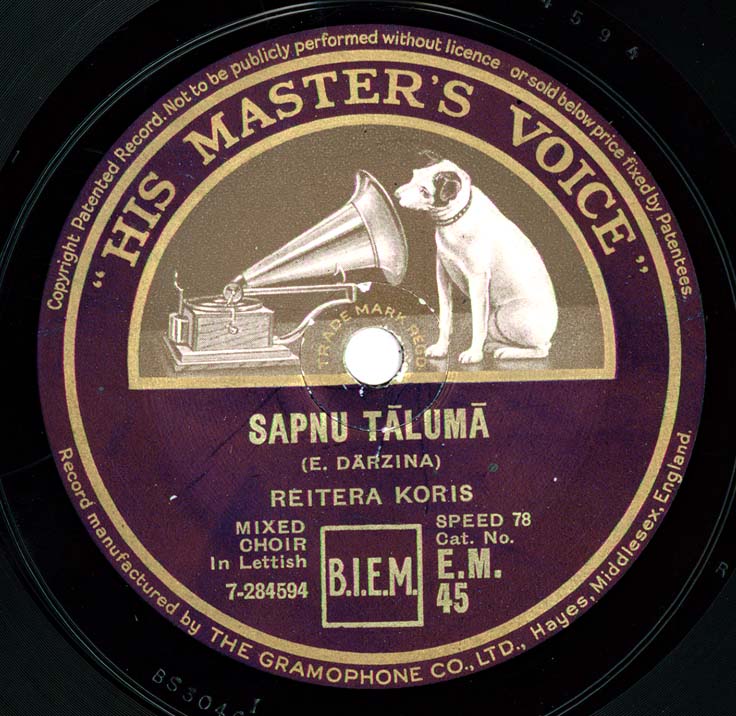 4594
Copyright Patented Record. Not to be publicly performed without licence or sold below price fixed by Patentees.
"HIS MASTER'S VOICE"
TRADE MARK REGD
SAPNU TĀLUMĀ
(E. DÄRZINA)
REITERA KORIS
MIXED
CHOIR
In Lettish
7-284594
B.I.E.M.
SPEED 78
Cat. No.
E.M.
45
Record manufactured by THE GRAMOPHONE CO., LTD., Hayes, Middlesex, England.